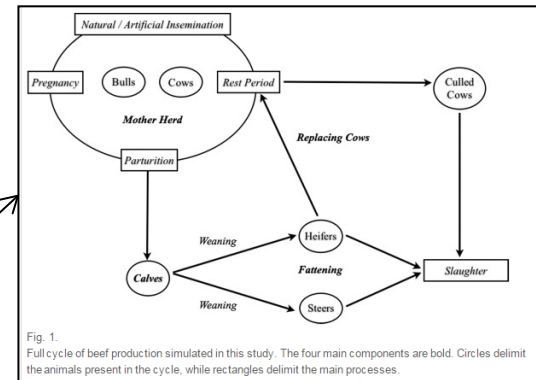 Natural / Artificial Insemination
Pregnancy
Bulls
Cows
Rest Period
Culled
Cows
Mother Herd
Replacing Cows
Parturition
Weaning
Heifers
Calves
Fattening
Slaughter
Weaning
Steers
Fig. 1.
Full cycle of beef production simulated in this study. The four main components are bold. Circles delimit
the animals present in the cycle, while rectangles delimit the main processes.